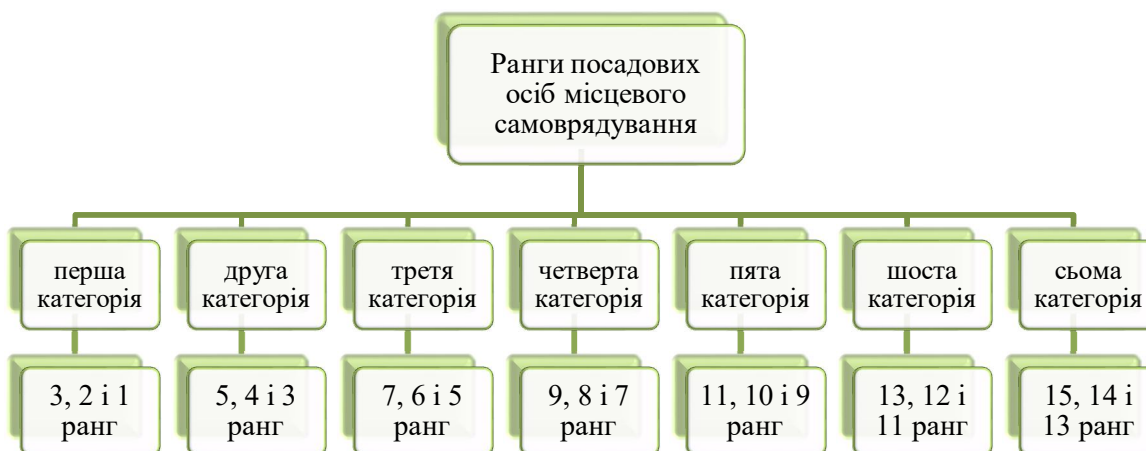 Ранги посадових
осіб місцевого
самоврядування
перша
категорія
друга
категорія
третя
категорія
четверта
категорія
пята
категорія
шоста
категорія
сьома
категорія
3, 2 і 1
ранг
5, 4 і 3
ранг
7, 6 і 5
ранг
9, 8 і 7
ранг
11, 10 і 9
ранг
13, 12 і
11 ранг
15, 14 і
13 ранг